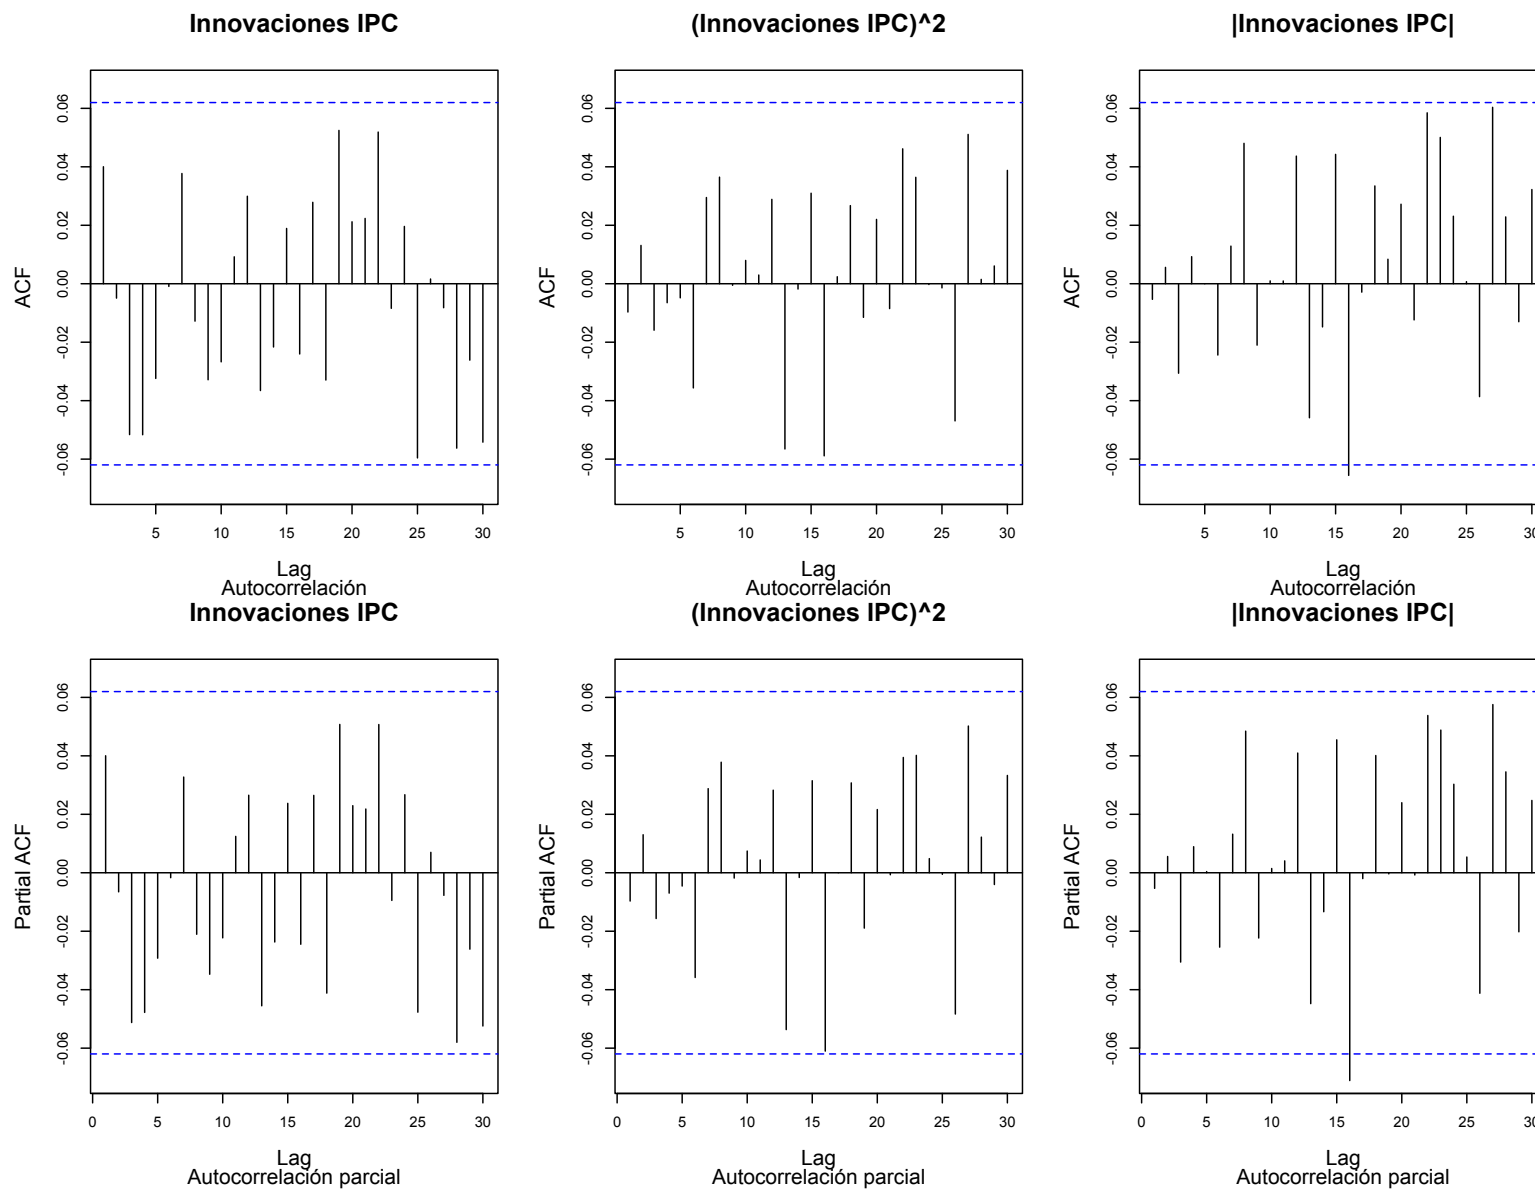 Innovaciones IPC
ACF
0.06
0.04
0.02
0.00
-0.02
-0.04
-0.06
5 10 15 20 25 30
Lag
Autocorrelación
(Innovaciones IPC)^2
ACF
0.06
0.04
0.02
0.00
-0.02
-0.04
-0.06
5 10 15 20 25 30
Lag
Autocorrelación
|Innovaciones IPC|
ACF
0.06
0.04
0.02
0.00
-0.02
-0.04
-0.06
5 10 15 20 25 30
Lag
Autocorrelación
Innovaciones IPC
Partial ACF
0.06
0.04
0.02
0.00
-0.02
-0.04
-0.06
0 5 10 15 20 25 30
Lag
Autocorrelación parcial
(Innovaciones IPC)^2
Partial ACF
0.06
0.04
0.02
0.00
-0.02
-0.04
-0.06
0 5 10 15 20 25 30
Lag
Autocorrelación parcial
|Innovaciones IPC|
Partial ACF
0.06
0.04
0.02
0.00
-0.02
-0.04
-0.06
0 5 10 15 20 25 30
Lag
Autocorrelación parcial